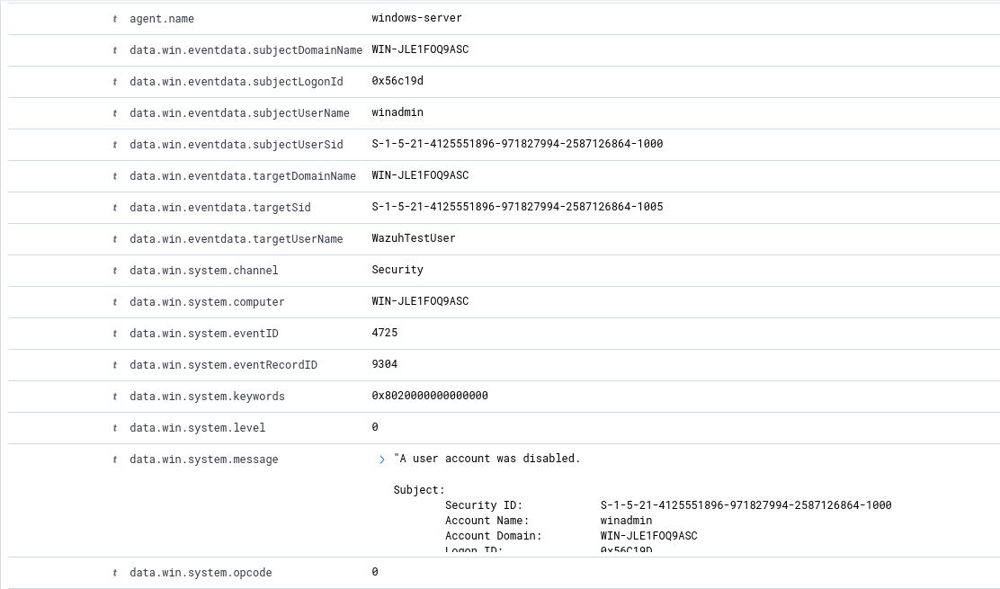 t agent.name windows-server
t data.win.eventdata.subjectDomainName WIN-JLE1FOQ9ASC
t data.win.eventdata.subjectLogonId 0x56c19d
t data.win.eventdata.subjectUserName winadmin
t data.win.eventdata.subjectUserSid S-1-5-21-4125551896-971827994-2587126864-1000
t data.win.eventdata.targetDomainName WIN-JLE1FOQ9ASC
t data.win.eventdata.targetSid S-1-5-21-4125551896-971827994-2587126864-1005
t data.win.eventdata.targetUserName WazuhTestUser
t data.win.system.channel Security
t data.win.system.computer WIN-JLE1FOQ9ASC
t data.win.system.eventID 4725
t data.win.system.eventRecordID 9304
t data.win.system.keywords 0x8020000000000000
t data.win.system.level 0
t data.win.system.message "A user account was disabled.
Subject:
Security ID: S-1-5-21-4125551896-971827994-2587126864-1000
Account Name: winadmin
Account Domain: WIN-JLE1FOQ9ASC
Logon ID: 0x56C19D
t data.win.system.opcode 0